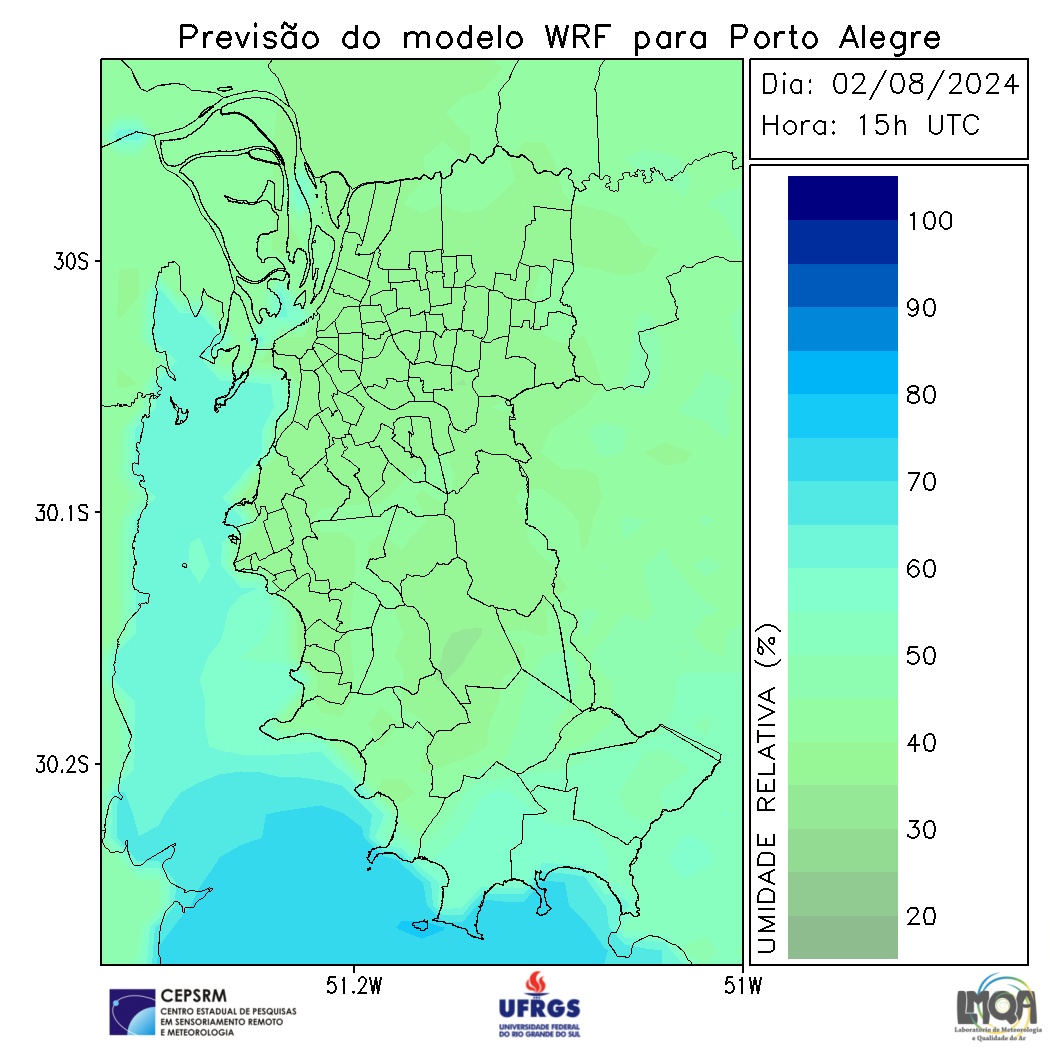 Previsão do modelo WRF para Porto Alegre
Dia: 02/08/2024
Hora: 15h UTC
30S
30.1S
30.2S
51.2W
51W
100
90
80
70
60
50
40
30
20
UMIDADE RELATIVA (%)
CEPSRM
CENTRO ESTADUAL DE PESQUISAS
EM SENSORIAMENTO REMOTO
E METEOROLOGIA
UFRGS
UNIVERSIDADE FEDERAL
DO RIO GRANDE DO SUL
LMQA
Laboratório de Meteorologia
e Qualidade do Ar